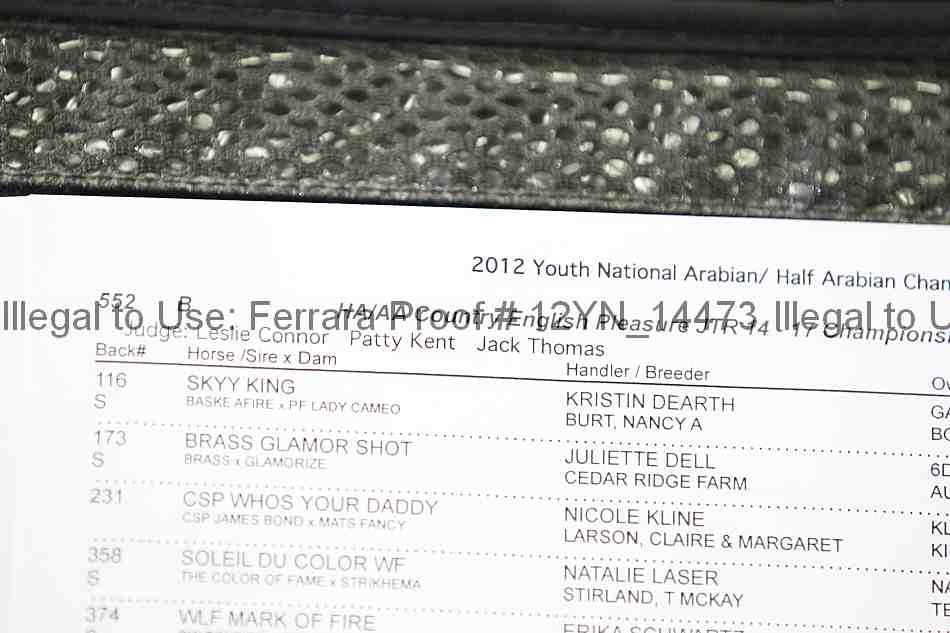 2012 Youth National Arabian/ Half Arabian
552 B HA/AA Country English Pleasure JTR 14 - 17
Illegal to Use; Ferrara Proof # 12YN_14473, Illegal to U
Judge: Leslie Connor Patty Kent Jack Thomas
Back# Horse /Sire x Dam Handler / Breeder
116 SKYY KING KRISTIN DEARTH
S BASKE AFIRE x PF LADY CAMEO BURT, NANCY A
173 BRASS GLAMOR SHOT JULIETTE DELL
S BRASS x GLAMORIZE CEDAR RIDGE FARM
231 CSP WHOS YOUR DADDY NICOLE KLINE
CSP JAMES BOND x MATS FANCY LARSON, CLAIRE & MARGARET
358 SOLEIL DU COLOR WF NATALIE LASER
S THE COLOR OF FAME x STRIKHEMA STIRLAND, T MCKAY
374 WLF MARK OF FIRE ERIKA SCHWARTZ